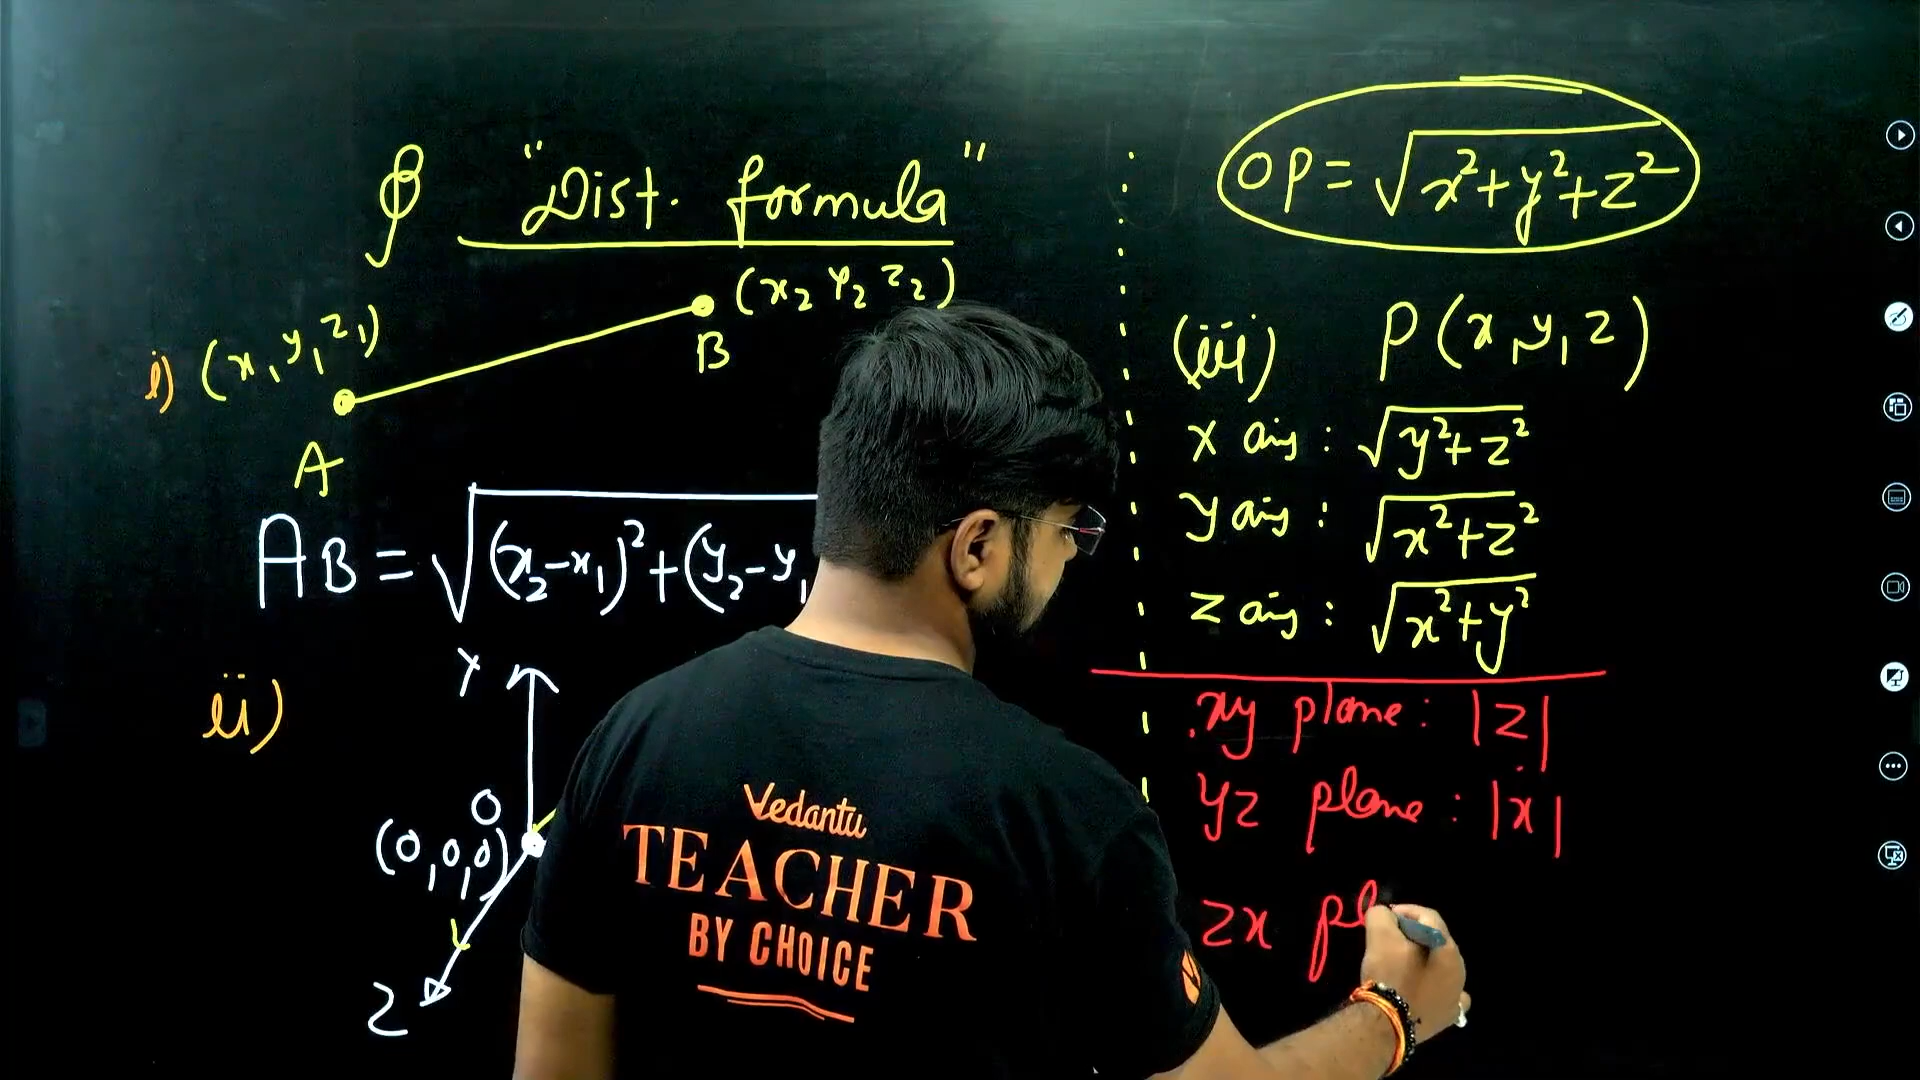 "Dist. formula"
i) (x₁ y₁ z₁)
(x₂ y₂ z₂)
A
B
AB = √(x₂-x₁)²+(y₂-y₁
ii)
Y
O
(0,0,0)
Z
OP = √x²+y²+z²
(iii) P(x,y,z)
x axis : √y²+z²
y axis : √x²+z²
z axis : √x²+y²
xy plane : |z|
yz plane : |x|
zx pl
Vedantu
TEACHER
BY CHOICE